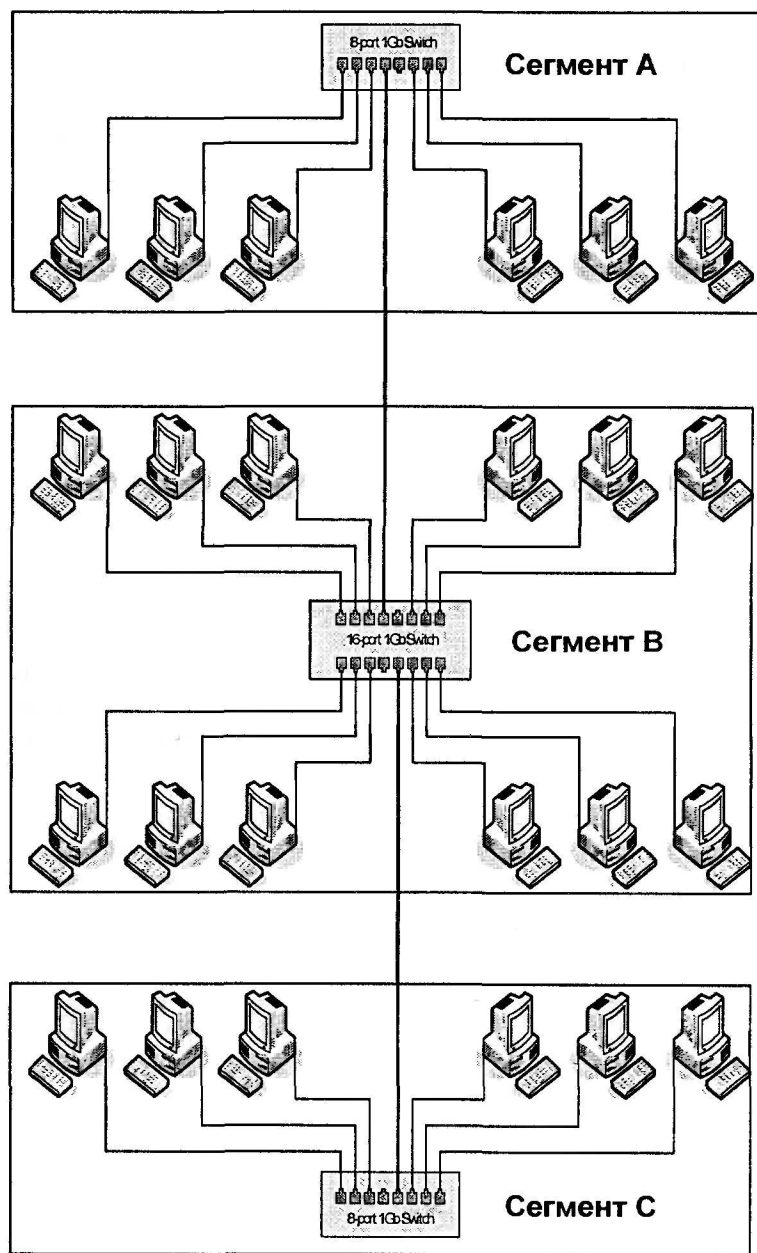 8-port 1Gb Switch
Сегмент А
16-port 1Gb Switch
Сегмент В
Сегмент С
8-port 1Gb Switch